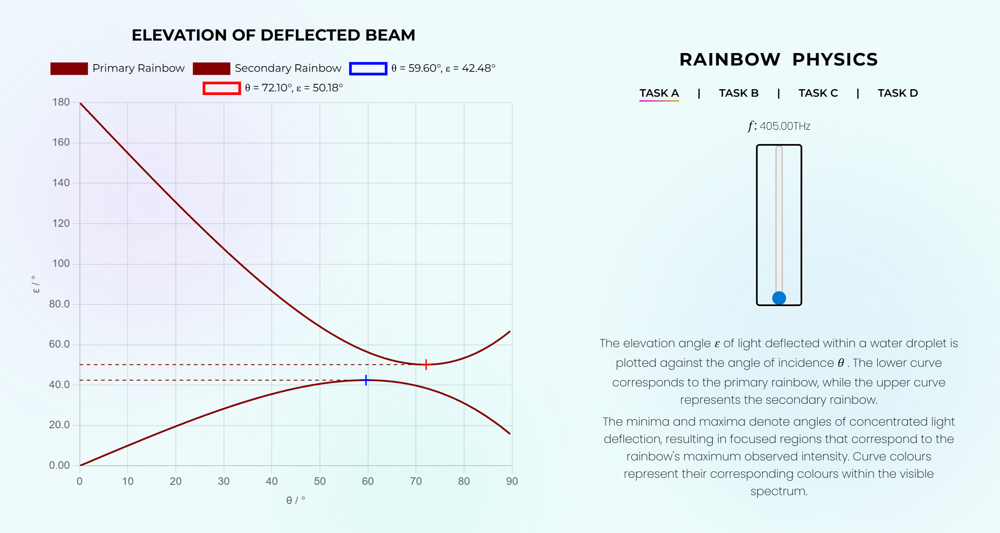 ELEVATION OF DEFLECTED BEAM
Primary Rainbow
Secondary Rainbow
θ = 59.60°, ε = 42.48°
θ = 72.10°, ε = 50.18°
180
160
140
120
100
80.0
60.0
40.0
20.0
0.00
ε / °
0 10 20 30 40 50 60 70 80 90
θ / °
RAINBOW PHYSICS
TASK A | TASK B | TASK C | TASK D
f: 405.00THz
The elevation angle ε of light deflected within a water droplet is
plotted against the angle of incidence θ . The lower curve
corresponds to the primary rainbow, while the upper curve
represents the secondary rainbow.
The minima and maxima denote angles of concentrated light
deflection, resulting in focused regions that correspond to the
rainbow's maximum observed intensity. Curve colours
represent their corresponding colours within the visible
spectrum.